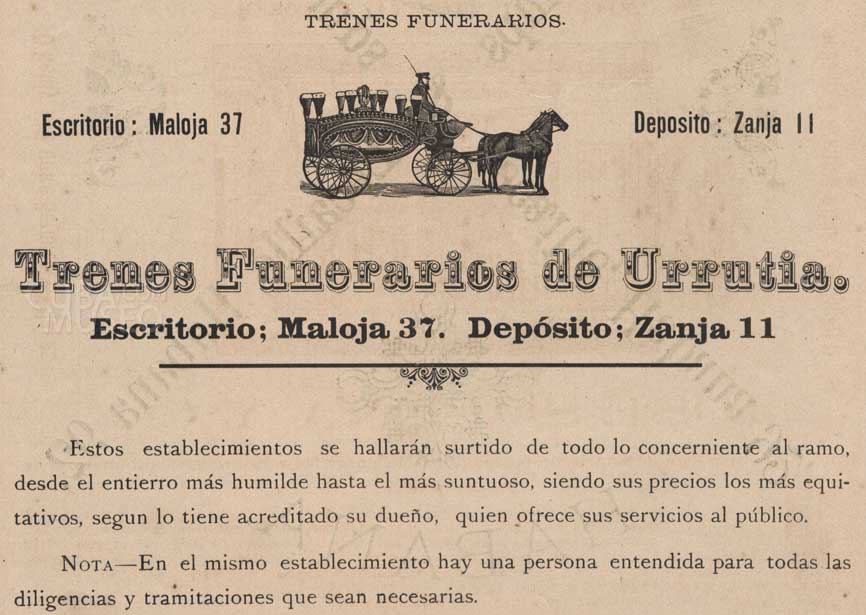 TRENES FUNERARIOS.
Escritorio: Maloja 37
Deposito: Zanja 11
Trenes Funerarios de Urrutia.
Escritorio; Maloja 37. Depósito; Zanja 11
Estos establecimientos se hallarán surtido de todo lo concerniente al ramo,
desde el entierro más humilde hasta el más suntuoso, siendo sus precios los más equi-
tativos, segun lo tiene acreditado su dueño, quien ofrece sus servicios al público.
NOTA—En el mismo establecimiento hay una persona entendida para todas las
diligencias y tramitaciones que sean necesarias.